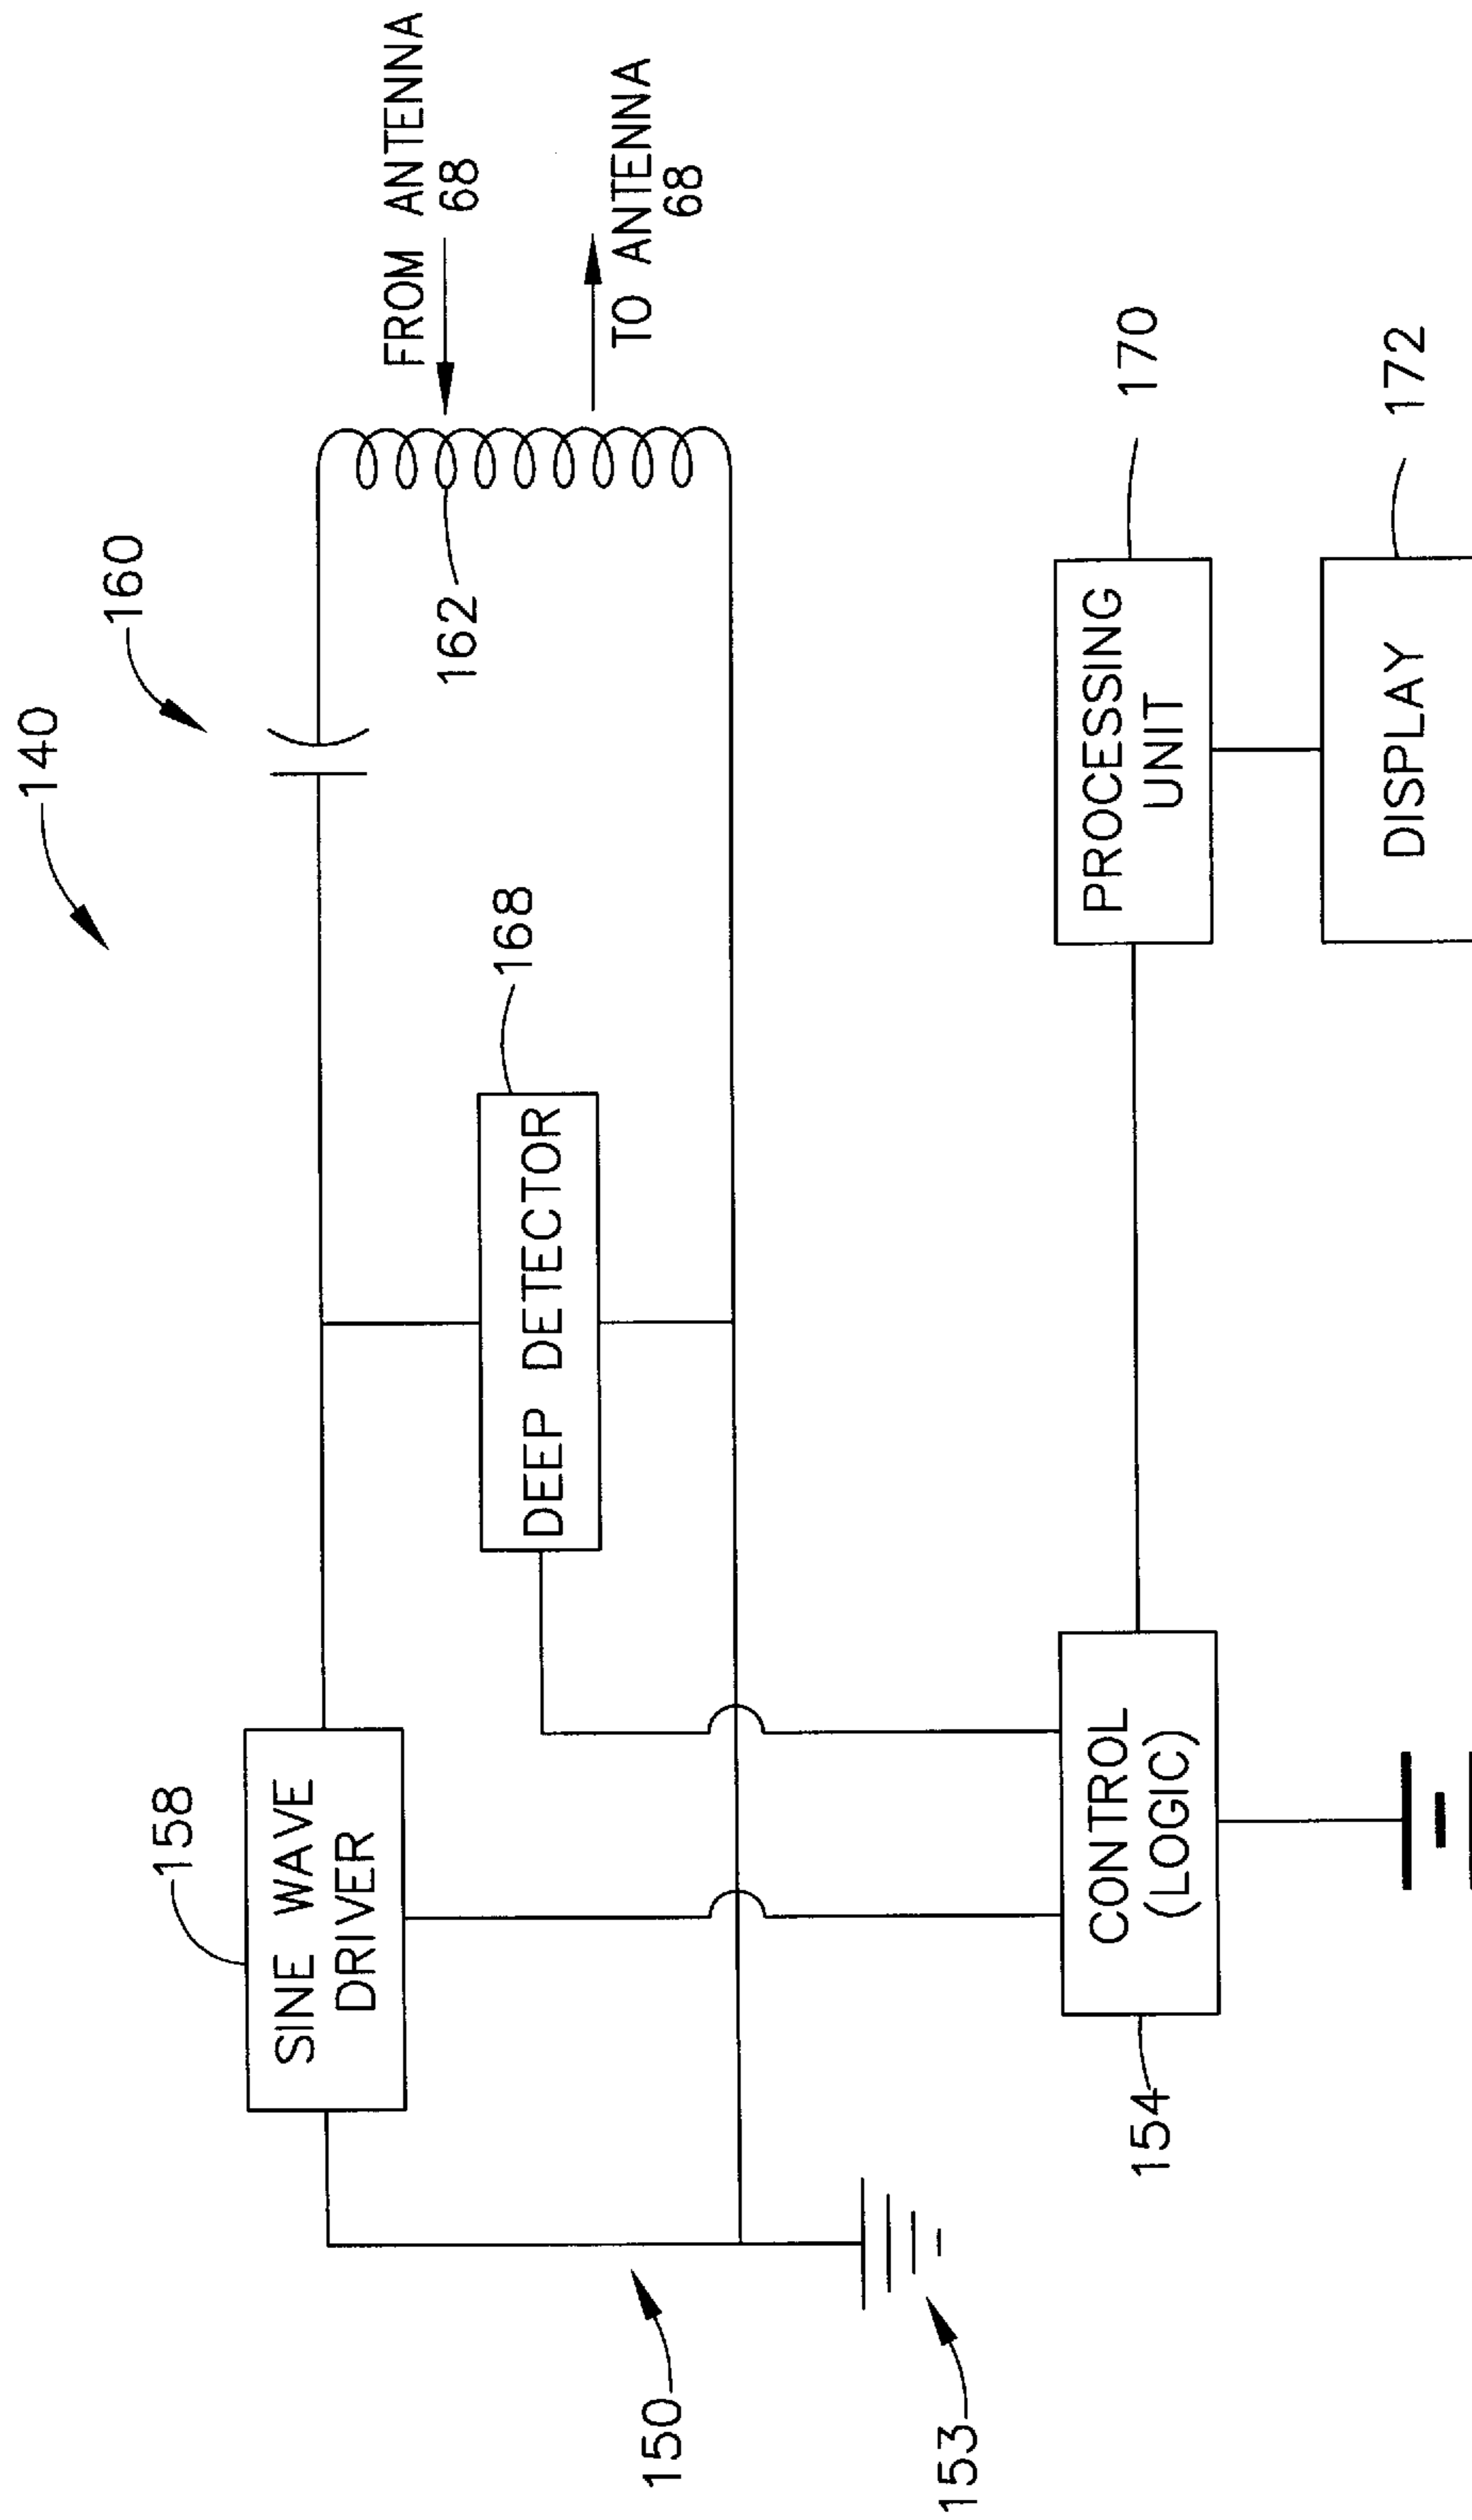 140
160
158
SINE WAVE
DRIVER
168
DEEP DETECTOR
162
FROM ANTENNA
68
TO ANTENNA
68
150
153
154
CONTROL
(LOGIC)
PROCESSING
UNIT
170
DISPLAY
172